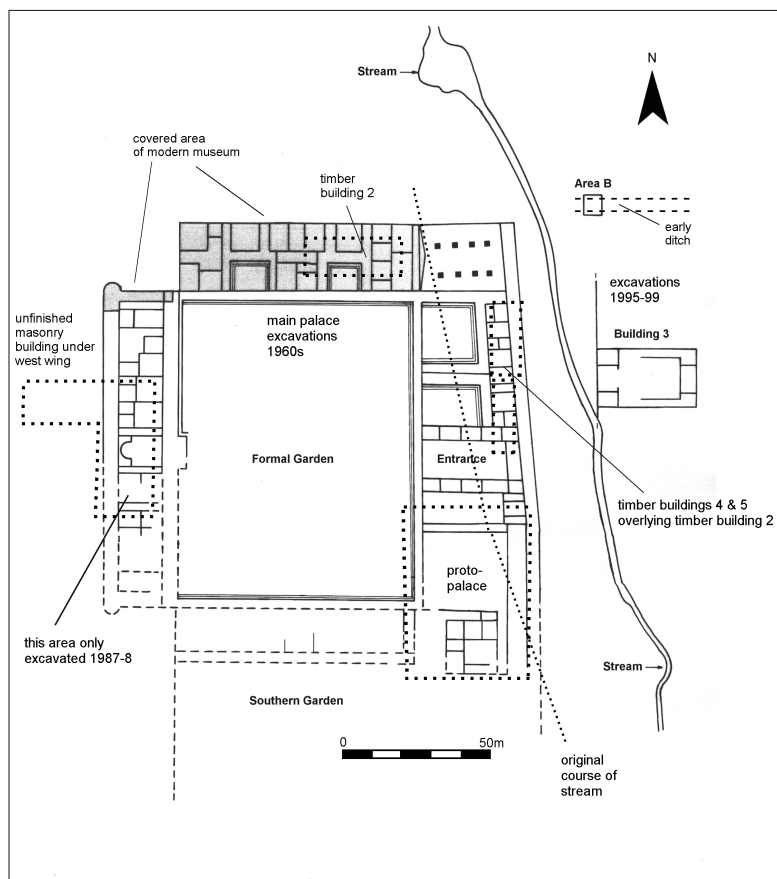 Stream
N
covered area
of modern museum
timber
building 2
Area B
early
ditch
excavations
1995-99
Building 3
unfinished
masonry
building under
west wing
main palace
excavations
1960s
Formal Garden
Entrance
timber buildings 4 & 5
overlying timber building 2
proto-
palace
this area only
excavated 1987-8
Stream
Southern Garden
0
50m
original
course of
stream